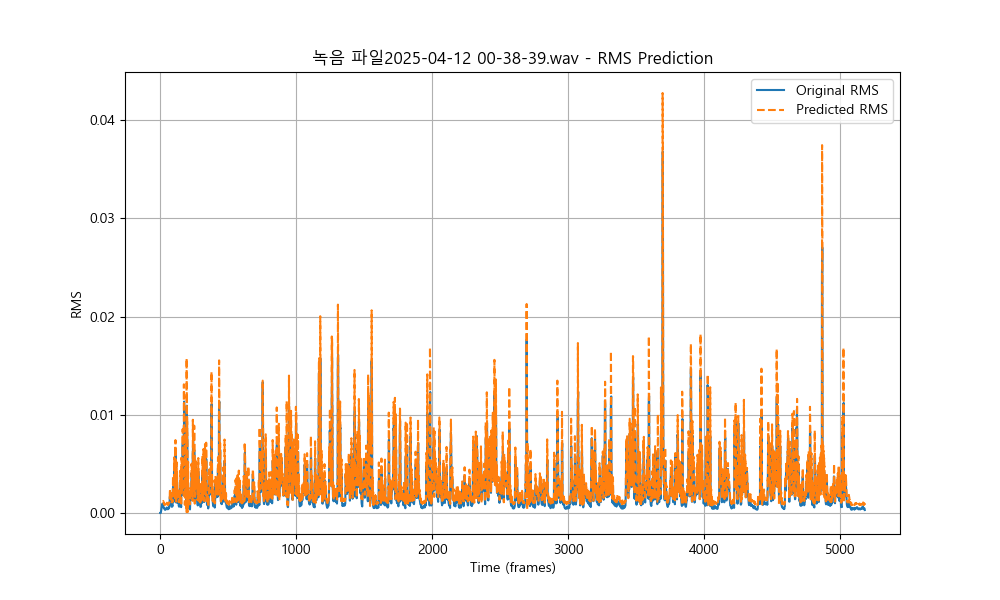 녹음 파일2025-04-12 00-38-39.wav - RMS Prediction
Original RMS
Predicted RMS
0.04
0.03
0.02
0.01
0.00
RMS
0 1000 2000 3000 4000 5000
Time (frames)